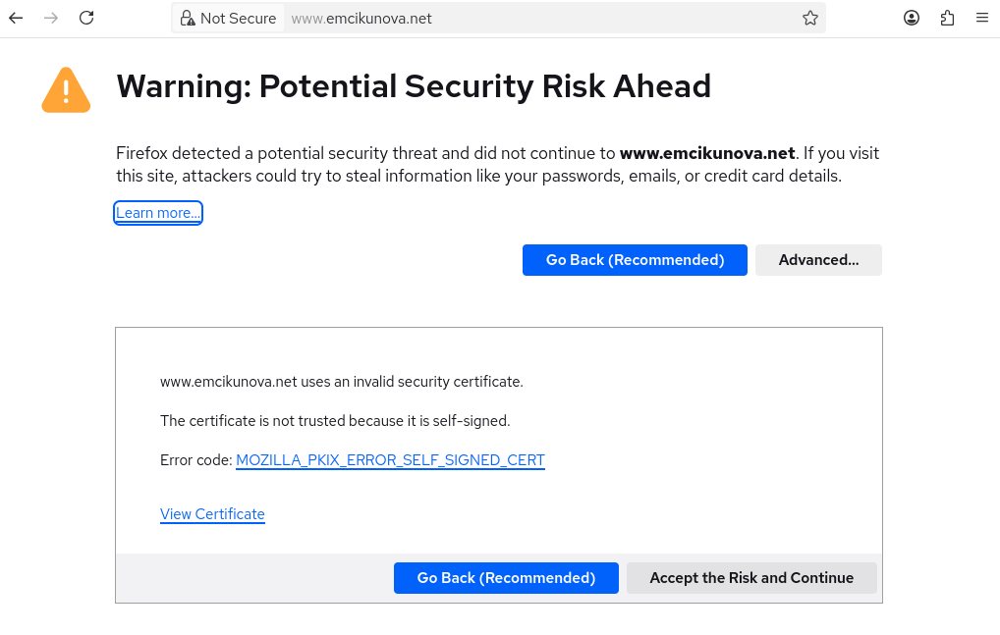 Not Secure www.emcikunova.net
Warning: Potential Security Risk Ahead
Firefox detected a potential security threat and did not continue to www.emcikunova.net. If you visit
this site, attackers could try to steal information like your passwords, emails, or credit card details.
Learn more...
Go Back (Recommended) Advanced...
www.emcikunova.net uses an invalid security certificate.
The certificate is not trusted because it is self-signed.
Error code: MOZILLA_PKIX_ERROR_SELF_SIGNED_CERT
View Certificate
Go Back (Recommended) Accept the Risk and Continue